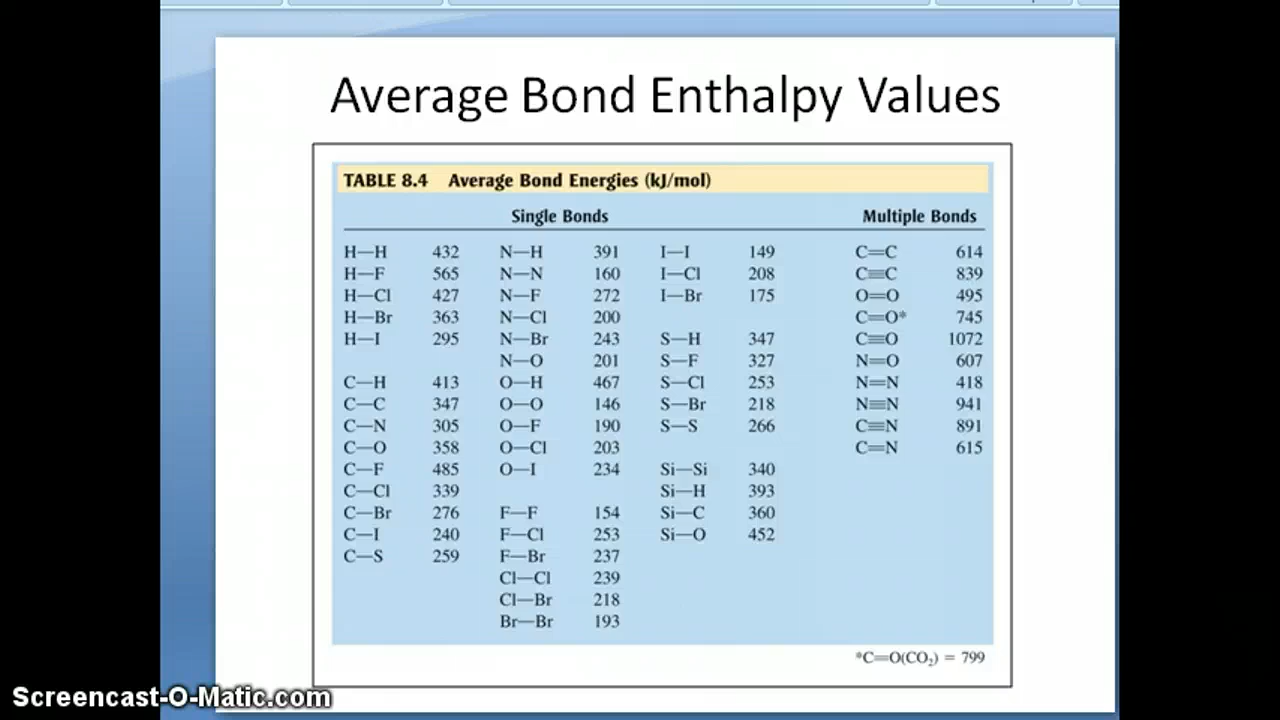 Average Bond Enthalpy Values
TABLE 8.4 Average Bond Energies (kJ/mol)
Single Bonds Multiple Bonds
H—H 432 N—H 391 I—I 149 C=C 614
H—F 565 N—N 160 I—Cl 208 C≡C 839
H—Cl 427 N—F 272 I—Br 175 O=O 495
H—Br 363 N—Cl 200 C=O* 745
H—I 295 N—Br 243 S—H 347 C≡O 1072
N—O 201 S—F 327 N=O 607
C—H 413 O—H 467 S—Cl 253 N=N 418
C—C 347 O—O 146 S—Br 218 N≡N 941
C—N 305 O—F 190 S—S 266 C≡N 891
C—O 358 O—Cl 203 C=N 615
C—F 485 O—I 234 Si—Si 340
C—Cl 339 Si—H 393
C—Br 276 F—F 154 Si—C 360
C—I 240 F—Cl 253 Si—O 452
C—S 259 F—Br 237
Cl—Cl 239
Cl—Br 218
Br—Br 193
*C=O(CO₂) = 799
Screencast-O-Matic.com